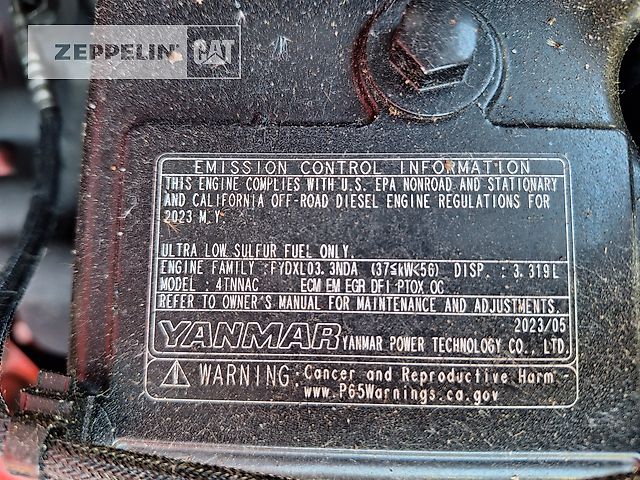 ZEPPELIN CAT
EMISSION CONTROL INFORMATION
THIS ENGINE COMPLIES WITH U.S. EPA NONROAD AND STATIONARY
AND CALIFORNIA OFF-ROAD DIESEL ENGINE REGULATIONS FOR
2023 M.Y.
ULTRA LOW SULFUR FUEL ONLY.
ENGINE FAMILY :PYDXL03.3NDA (37≤kW<56) DISP. : 3.319L
MODEL : 4TNNAC ECM EM EGR DFI PTOX OC
REFER TO OWNER'S MANUAL FOR MAINTENANCE AND ADJUSTMENTS.
2023/05
YANMAR YANMAR POWER TECHNOLOGY CO., LTD.
WARNING: Cancer and Reproductive Harm -
www.P65Warnings.ca.gov